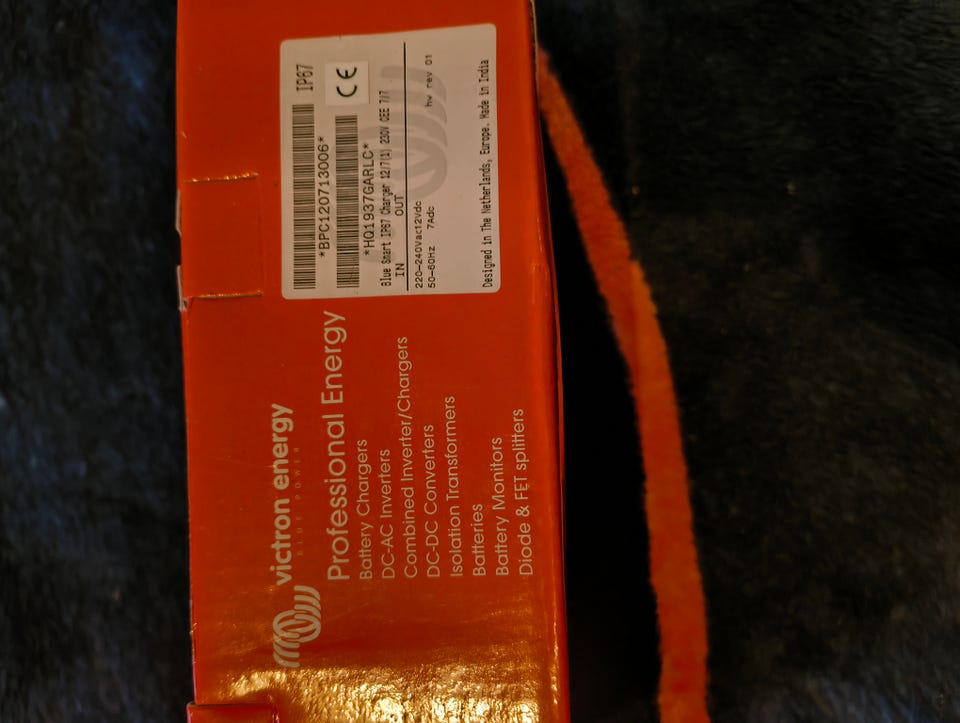 IP67
CE
*BPC120713006*
*HQ1937GARLC*
Blue Smart IP67 Charger 12/7(1) 230V CEE 7/7
IN OUT
220-240Vac12Vdc
50-60Hz 7Adc
hw rev 01
Designed in The Netherlands, Europe. Made in India
victron energy
BLUE POWER
Professional Energy
Battery Chargers
DC-AC Inverters
Combined Inverter/Chargers
DC-DC Converters
Isolation Transformers
Batteries
Battery Monitors
Diode & FET splitters